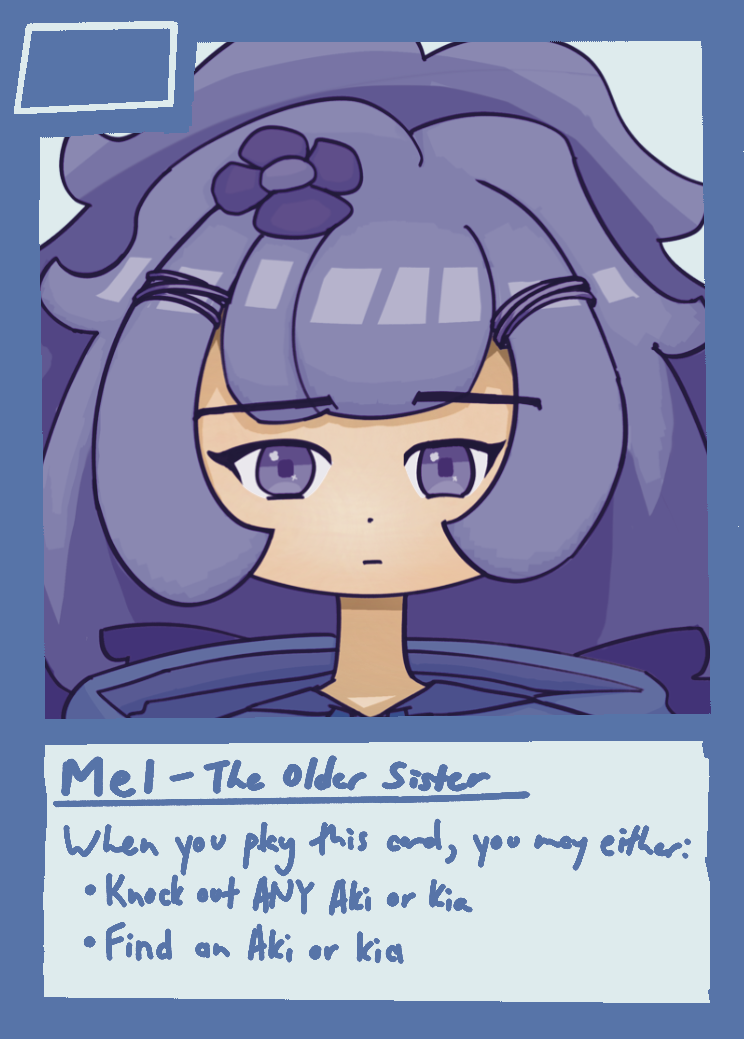 Mel - The Older Sister
When you play this card, you may either:
• Knock out ANY Aki or Kia
• Find an Aki or Kia